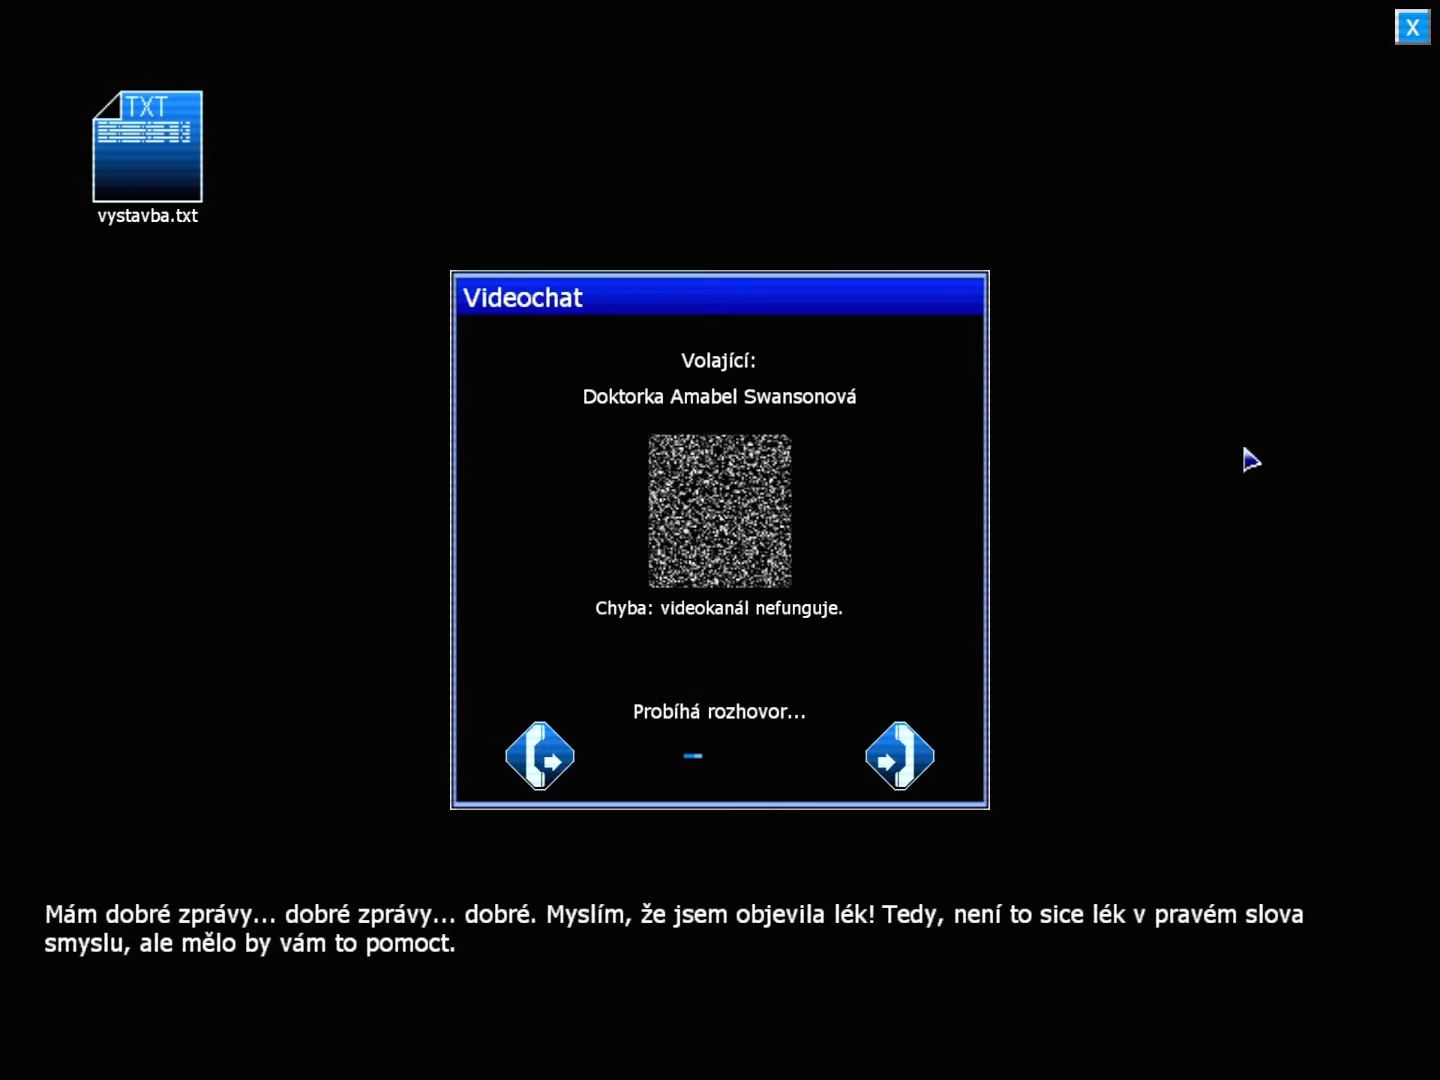 X
TXT
vystavba.txt
Videochat
Volající:
Doktorka Amabel Swansonová
Chyba: videokanál nefunguje.
Probíhá rozhovor...
Mám dobré zprávy... dobré zprávy... dobré. Myslím, že jsem objevila lék! Tedy, není to sice lék v pravém slova
smyslu, ale mělo by vám to pomoct.